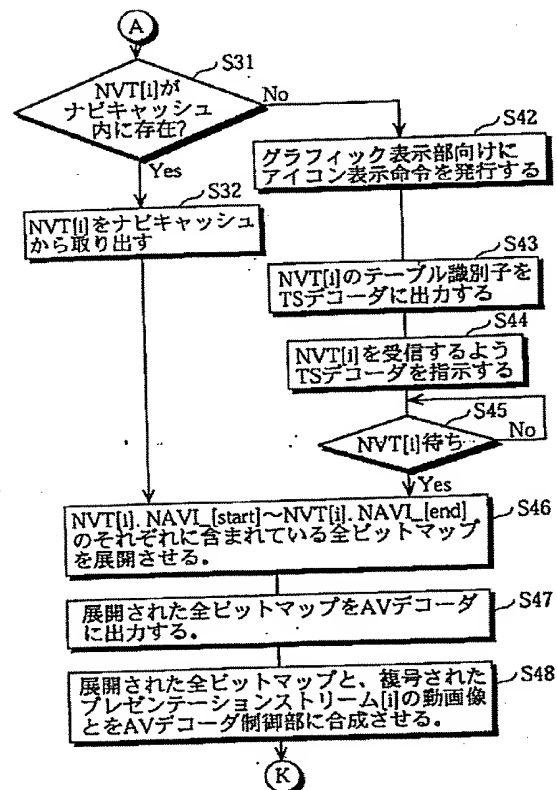 A
S31
NVT[i]が
ナビキャッシュ
内に存在?
No
Yes
S32
NVT[i]をナビキャッシュ
から取り出す
S42
グラフィック表示部向けに
アイコン表示命令を発行する
S43
NVT[i]のテーブル識別子を
TSデコーダに出力する
S44
NVT[i]を受信するよう
TSデコーダを指示する
S45
NVT[i]待ち
No
Yes
S46
NVT[i]. NAVI_[start]～NVT[i]. NAVI_[end]
のそれぞれに含まれている全ビットマップ
を展開させる。
S47
展開された全ビットマップをAVデコーダ
に出力する。
S48
展開された全ビットマップと、複号された
プレゼンテーションストリーム[i]の動画像
とをAVデコーダ制御部に合成させる。
K